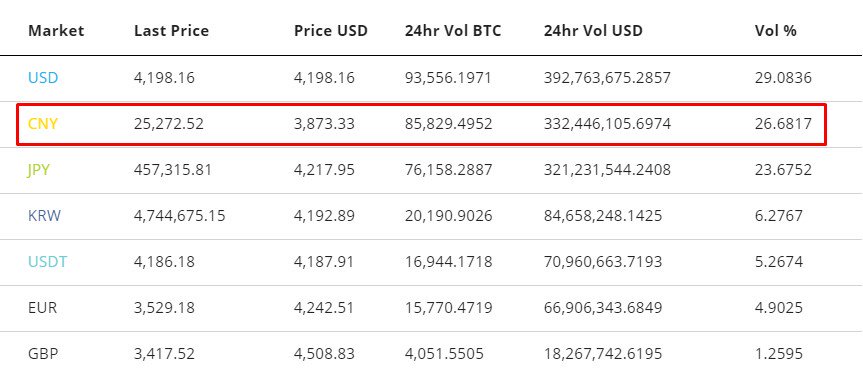 Market Last Price Price USD 24hr Vol BTC 24hr Vol USD Vol %
USD 4,198.16 4,198.16 93,556.1971 392,763,675.2857 29.0836
CNY 25,272.52 3,873.33 85,829.4952 332,446,105.6974 26.6817
JPY 457,315.81 4,217.95 76,158.2887 321,231,544.2408 23.6752
KRW 4,744,675.15 4,192.89 20,190.9026 84,658,248.1425 6.2767
USDT 4,186.18 4,187.91 16,944.1718 70,960,663.7193 5.2674
EUR 3,529.18 4,242.51 15,770.4719 66,906,343.6849 4.9025
GBP 3,417.52 4,508.83 4,051.5505 18,267,742.6195 1.2595